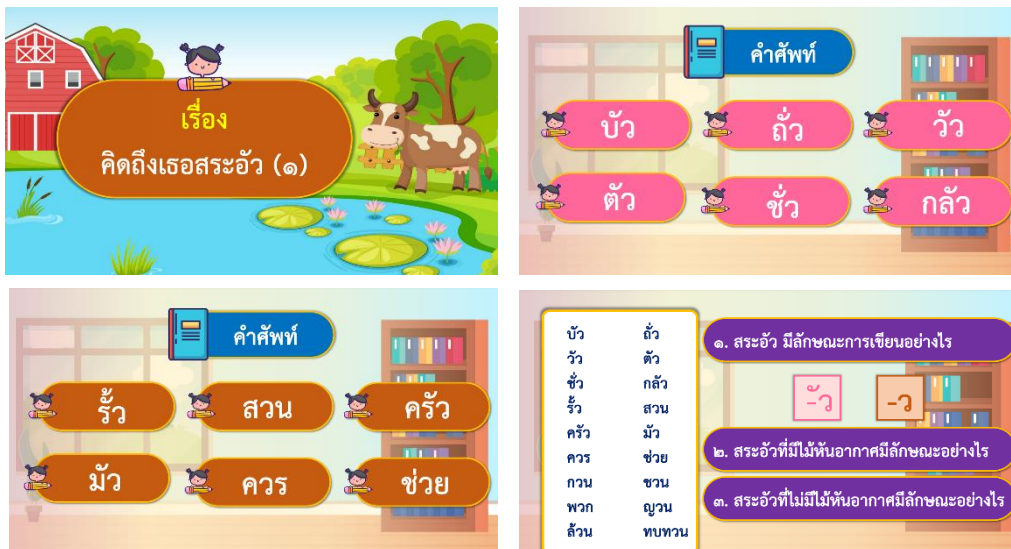 เรื่อง
คิดถึงเธอสระอัว (๑)
คำศัพท์
บัว ถั่ว วัว
ตัว ชั่ว กลัว
คำศัพท์
รั้ว สวน ครัว
มัว ควร ช่วย
บัว ถั่ว
วัว ตัว
ชั่ว กลัว
รั้ว สวน
ครัว มัว
ควร ช่วย
กวน ชวน
พวก ญวน
ล้วน ทบทวน
๑. สระอัว มีลักษณะการเขียนอย่างไร
-ัว -ว
๒. สระอัวที่มีไม้หันอากาศมีลักษณะอย่างไร
๓. สระอัวที่ไม่มีไม้หันอากาศมีลักษณะอย่างไร